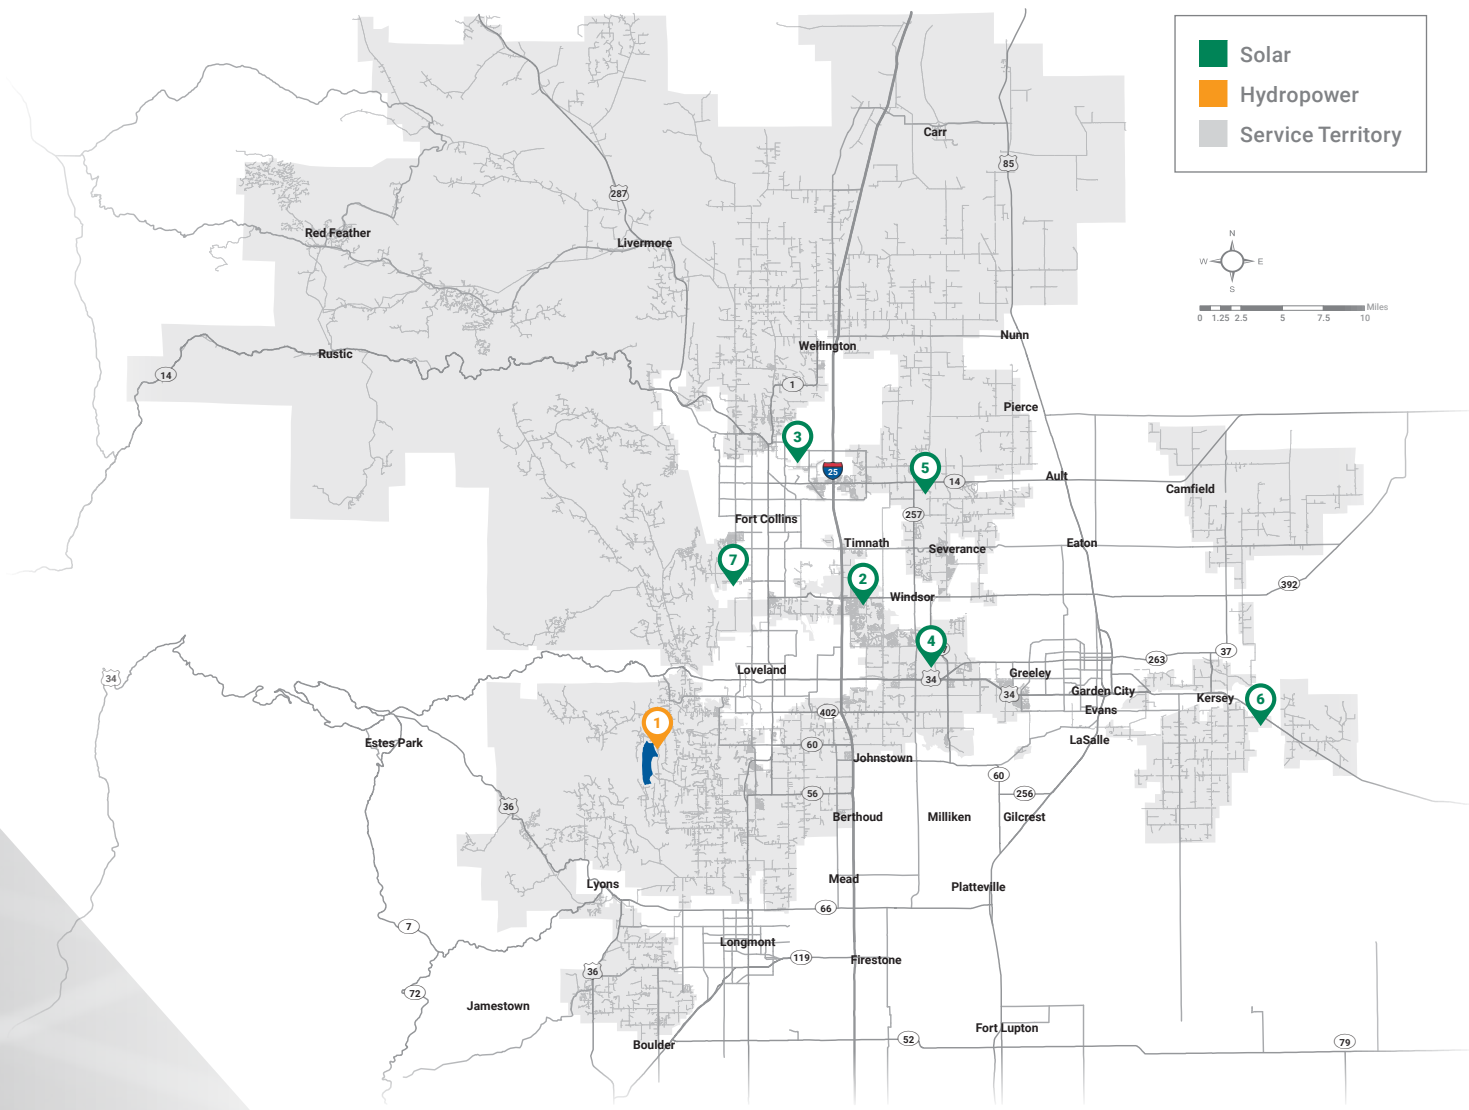 Solar
Hydropower
Service Territory
Carr
85
287
Red Feather
Livermore
N
W E
S
0 1.25 2.5 5 7.5 10 Miles
Nunn
Wellington
Rustic
14
1
Pierce
3
25
5
14
Ault
Camfield
257
Fort Collins
Timnath
Severance
Eaton
7
2
Windsor
392
4
37
263
34
Loveland
34
Greeley
34
Garden City
Kersey
6
Evans
402
1
Estes Park
60
LaSalle
Johnstown
60
36
56
256
Berthoud
Milliken
Gilcrest
Mead
Lyons
Platteville
66
7
Longmont
119
Firestone
36
72
Jamestown
Fort Lupton
52
79
Boulder